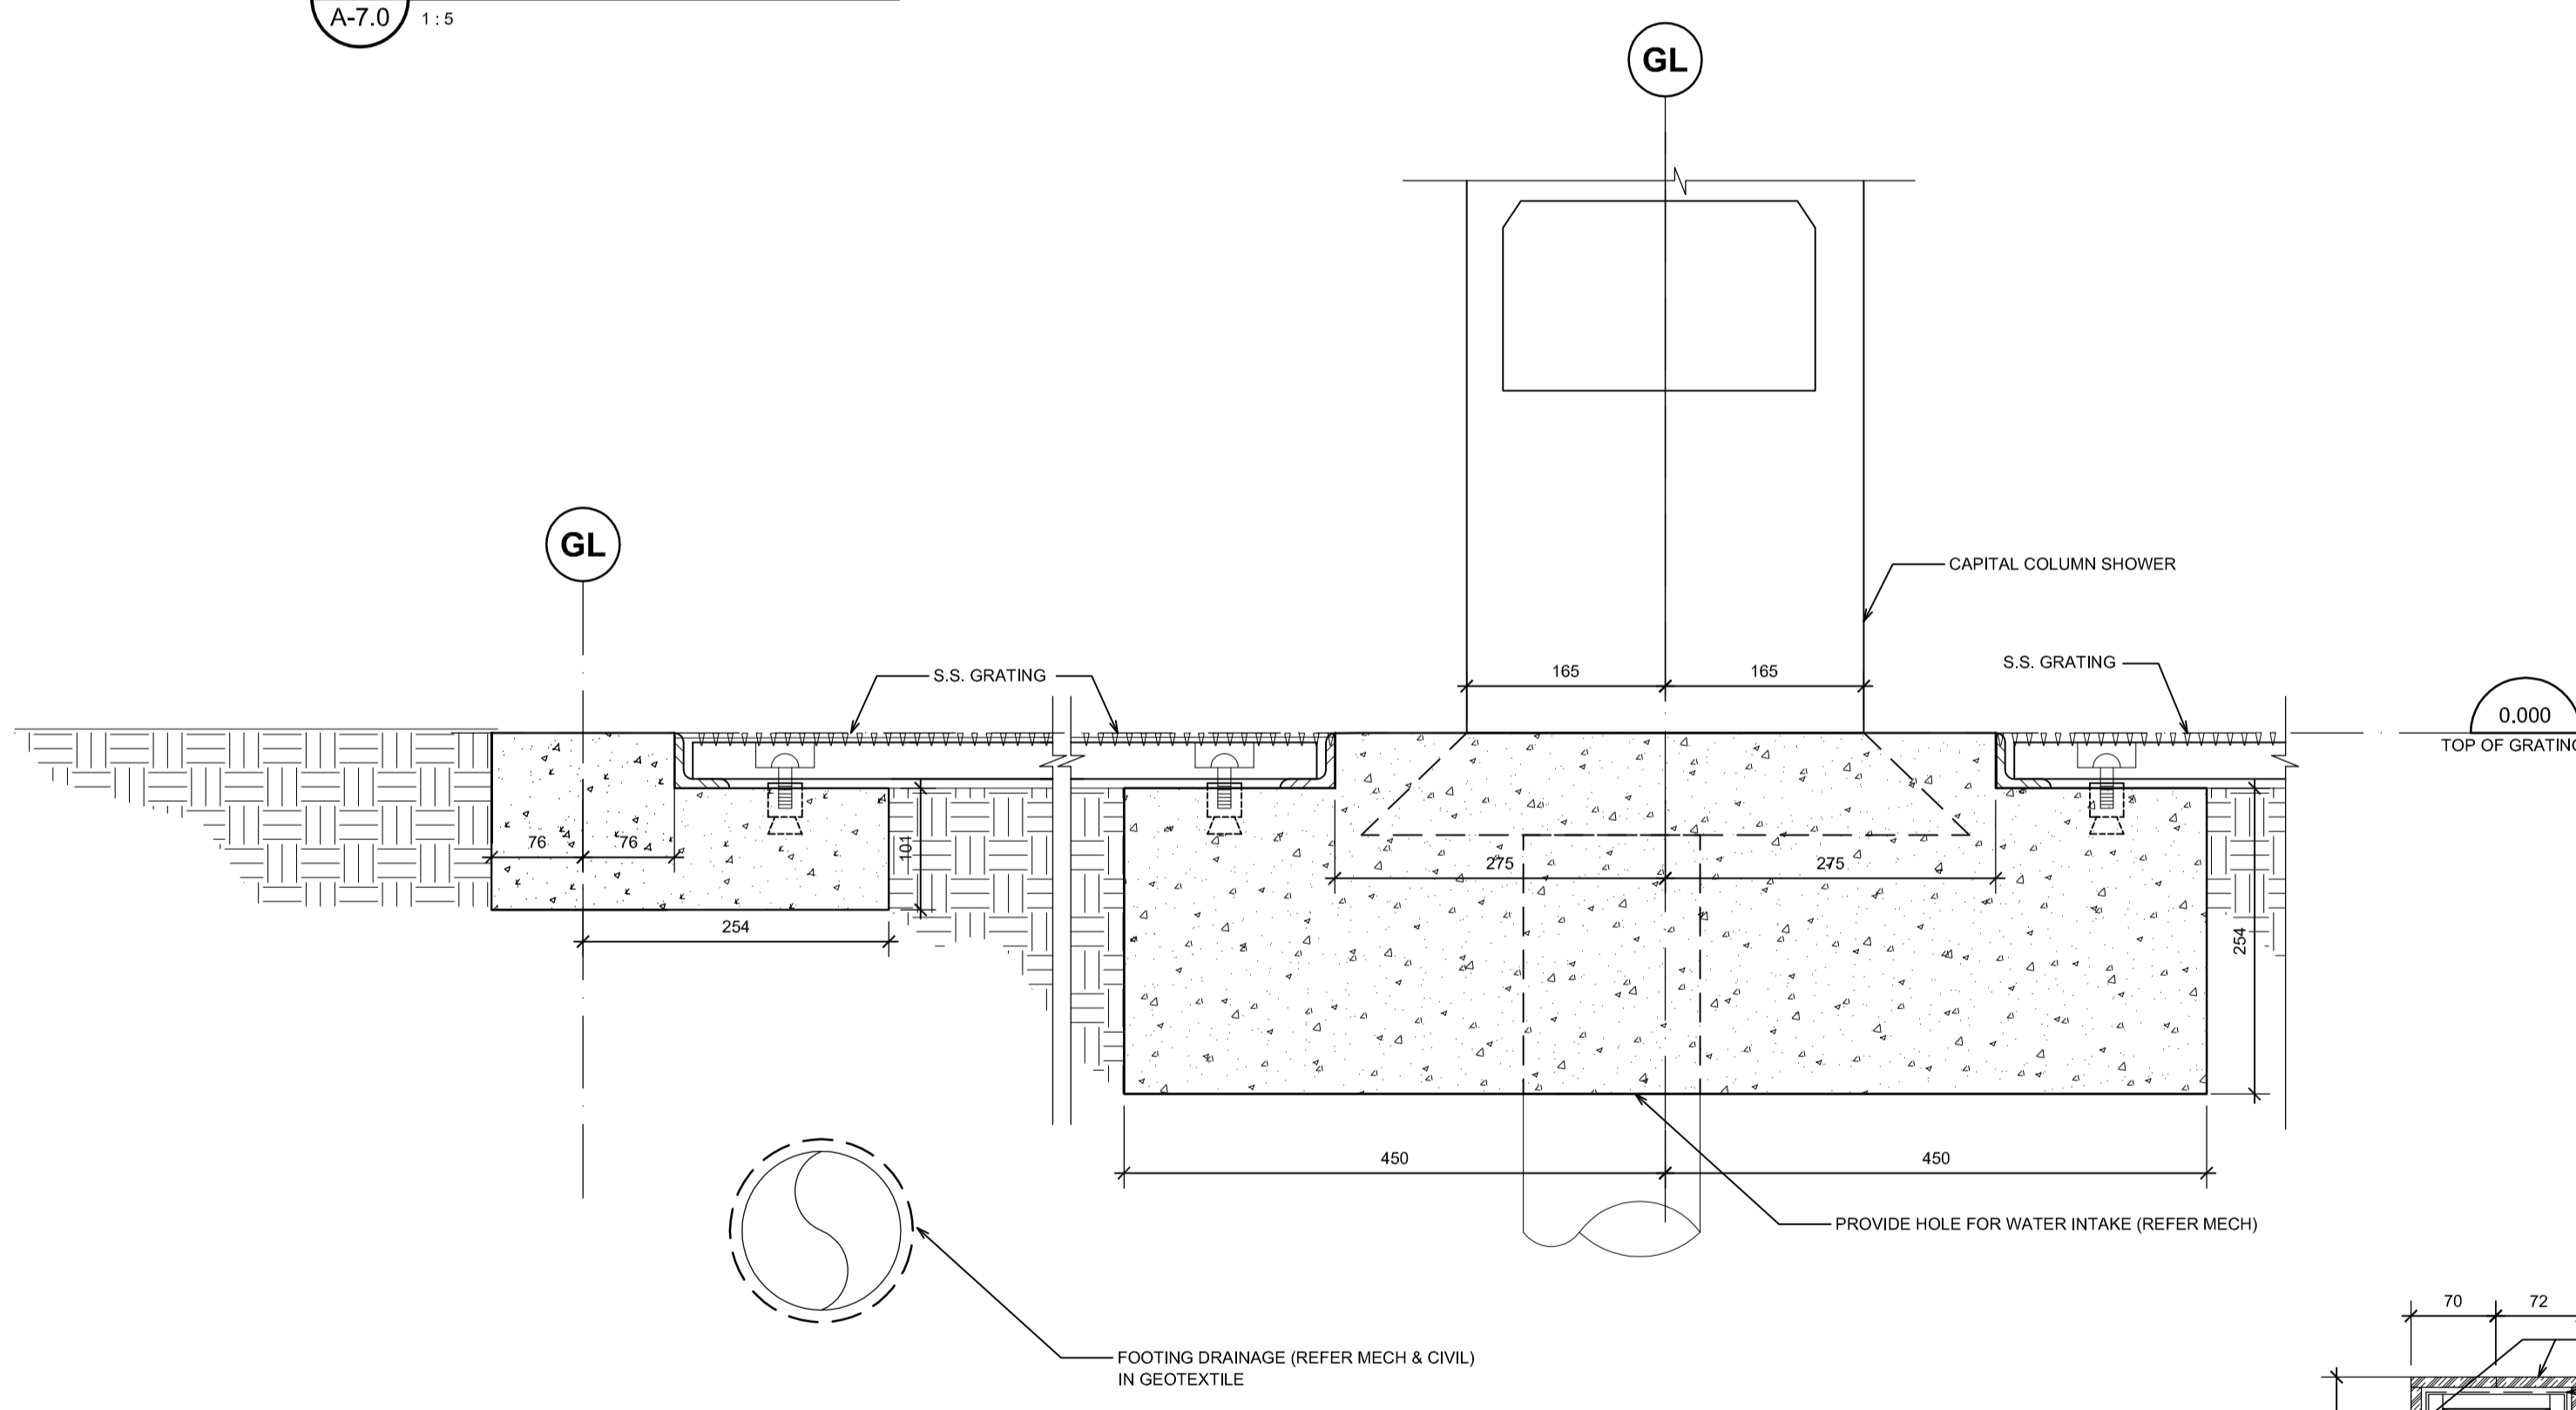 A-7.0
1 : 5
GL
GL
CAPITAL COLUMN SHOWER
S.S. GRATING
S.S. GRATING
165
165
0.000
TOP OF GRATING
76
76
101
275
275
254
254
450
450
PROVIDE HOLE FOR WATER INTAKE (REFER MECH)
70
72
FOOTING DRAINAGE (REFER MECH & CIVIL)
IN GEOTEXTILE